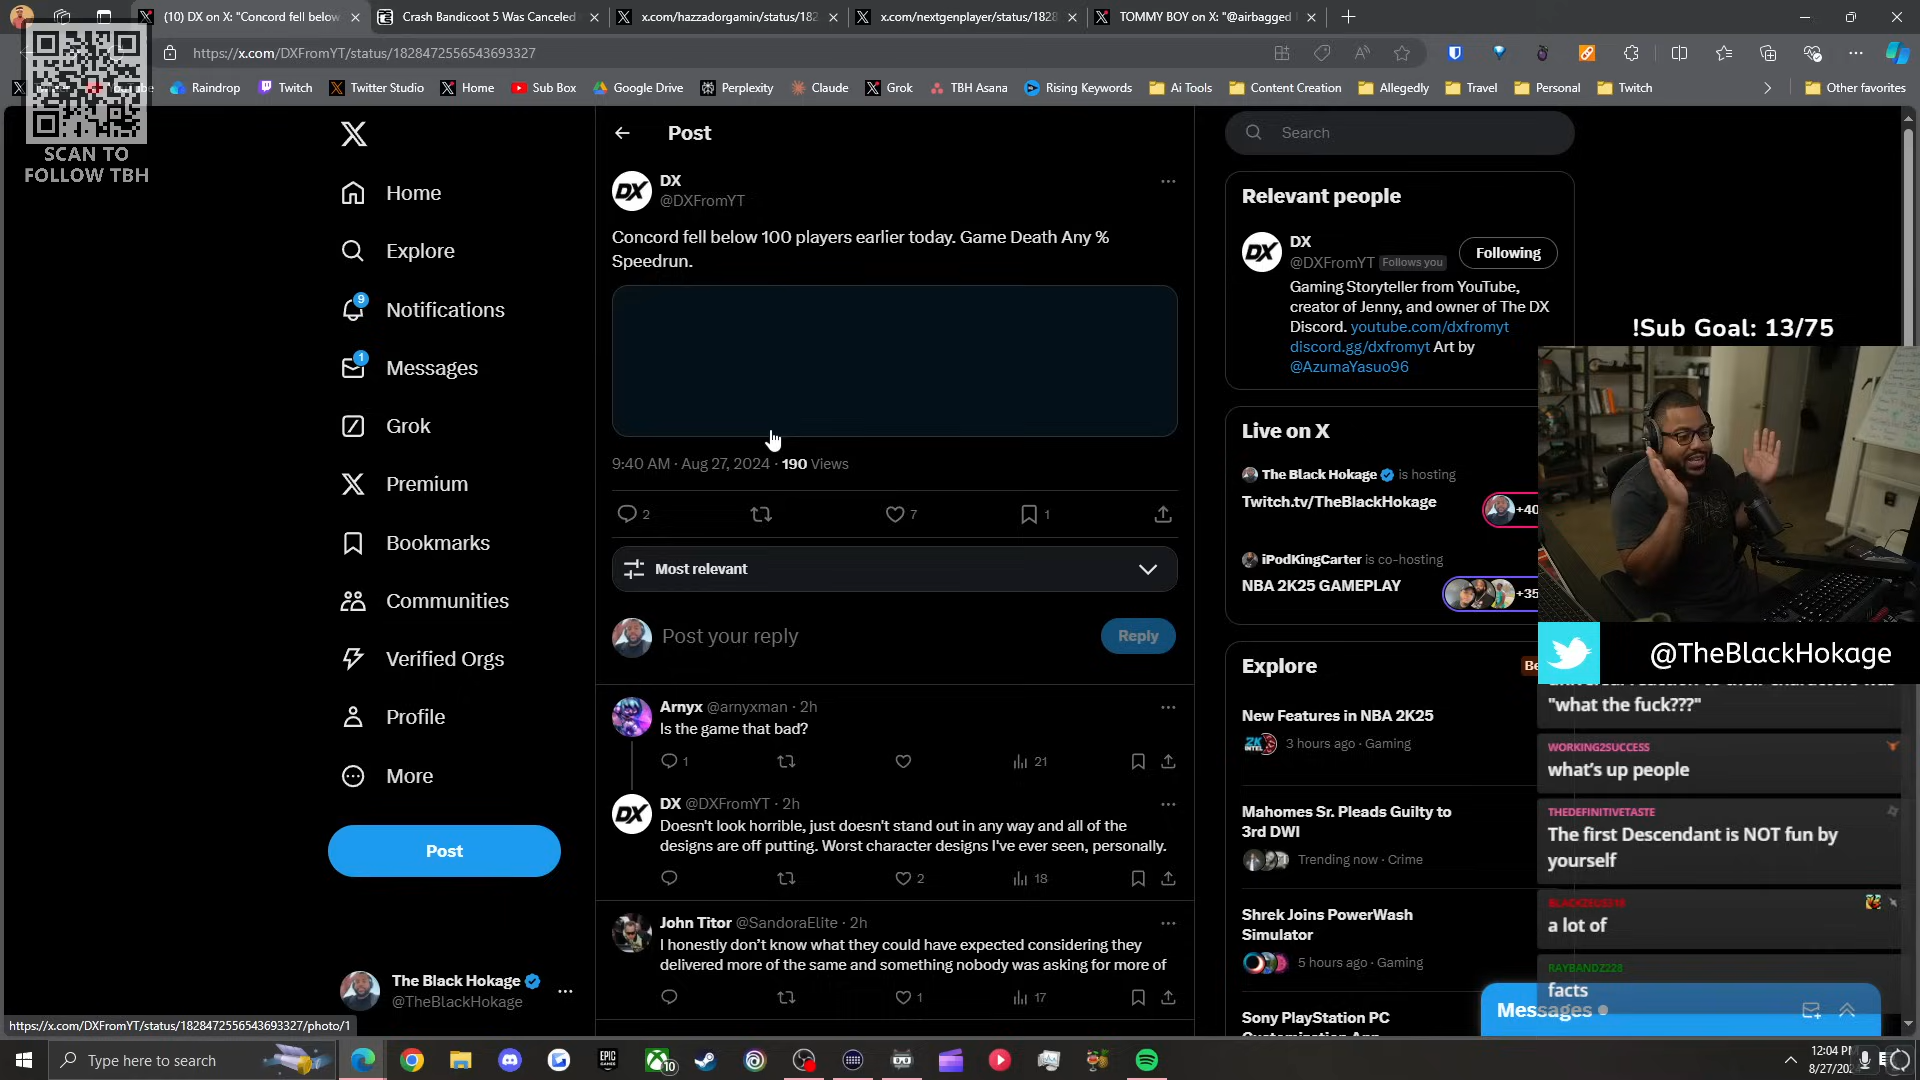 (10) DX on X: "Concord fell below
Crash Bandicoot 5 Was Canceled
x.com/hazzadorgamin/status/182
x.com/nextgenplayer/status/1828
TOMMY BOY on X: "@airbagged
https://x.com/DXFromYT/status/1828472556543693327
Raindrop
Twitch
Twitter Studio
Home
Sub Box
Google Drive
Perplexity
Claude
Grok
TBH Asana
Rising Keywords
Ai Tools
Content Creation
Allegedly
Travel
Personal
Twitch
Other favorites
SCAN TO
FOLLOW TBH
Home
Explore
9
Notifications
1
Messages
Grok
Premium
Bookmarks
Communities
Verified Orgs
Profile
More
Post
The Black Hokage
@TheBlackHokage
https://x.com/DXFromYT/status/1828472556543693327/photo/1
Post
DX
@DXFromYT
Concord fell below 100 players earlier today. Game Death Any %
Speedrun.
9:40 AM · Aug 27, 2024 · 190 Views
2
7
1
Most relevant
Post your reply
Reply
Arnyx @arnyxman · 2h
Is the game that bad?
1
21
DX @DXFromYT · 2h
Doesn't look horrible, just doesn't stand out in any way and all of the
designs are off putting. Worst character designs I've ever seen, personally.
2
18
John Titor @SandoraElite · 2h
I honestly don't know what they could have expected considering they
delivered more of the same and something nobody was asking for more of
1
17
Search
Relevant people
DX
@DXFromYT Follows you
Following
Gaming Storyteller from YouTube,
creator of Jenny, and owner of The DX
Discord. youtube.com/dxfromyt
discord.gg/dxfromyt Art by
@AzumaYasuo96
Live on X
The Black Hokage is hosting
Twitch.tv/TheBlackHokage
+40
iPodKingCarter is co-hosting
NBA 2K25 GAMEPLAY
+35
Explore
Be
New Features in NBA 2K25
3 hours ago · Gaming
Mahomes Sr. Pleads Guilty to
3rd DWI
Trending now · Crime
Shrek Joins PowerWash
Simulator
5 hours ago · Gaming
Sony PlayStation PC
!Sub Goal: 13/75
@TheBlackHokage
"what the fuck???"
WORKING2SUCCESS
what's up people
THEDEFINITIVETASTE
The first Descendant is NOT fun by
yourself
a lot of
RAYBANDZ228
facts
Messages
Type here to search
EPIC
GAMES
10
12:04 PM